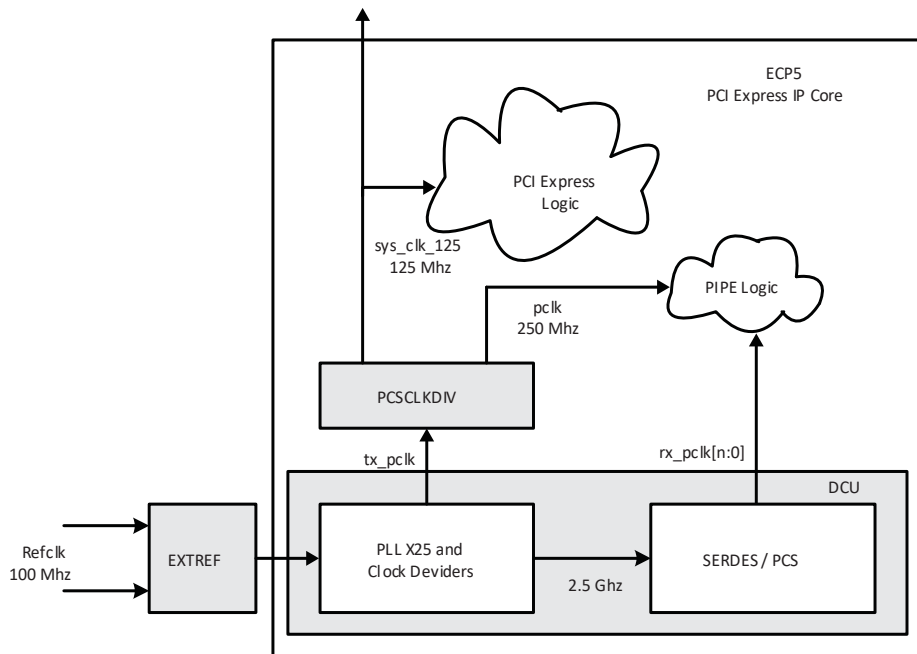 ECP5
PCI Express IP Core
PCI Express
Logic
sys_clk_125
125 Mhz
PIPE Logic
pclk
250 Mhz
PCSCLKDIV
tx_pclk
rx_pclk[n:0]
DCU
Refclk
100 Mhz
EXTREF
PLL X25 and
Clock Deviders
2.5 Ghz
SERDES / PCS